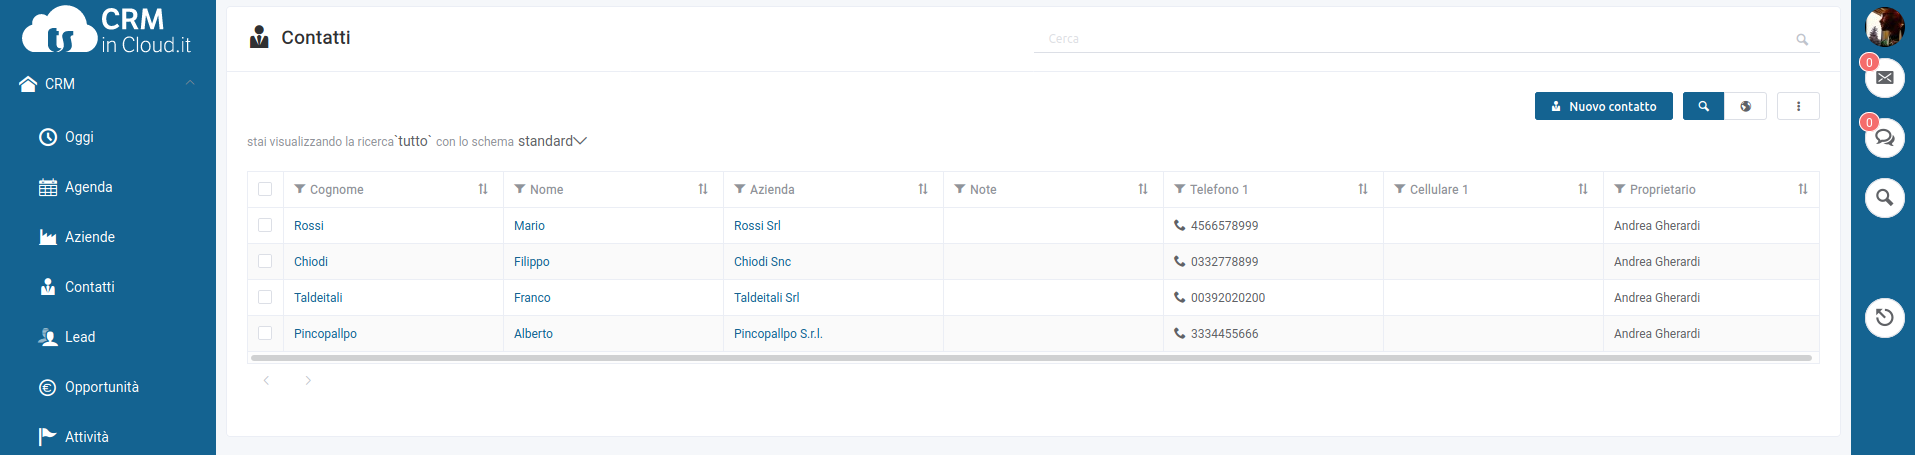 CRM
in Cloud.it
CRM
Oggi
Agenda
Aziende
Contatti
Lead
Opportunità
Attività
Contatti
Cerca
Nuovo contatto
stai visualizzando la ricerca`tutto` con lo schema standard
Cognome Nome Azienda Note Telefono 1 Cellulare 1 Proprietario
Rossi Mario Rossi Srl 4566578999 Andrea Gherardi
Chiodi Filippo Chiodi Snc 0332778899 Andrea Gherardi
Taldeitali Franco Taldeitali Srl 00392020200 Andrea Gherardi
Pincopallpo Alberto Pincopallpo S.r.l. 3334455666 Andrea Gherardi
0
0